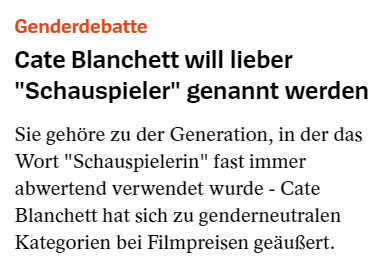 Genderdebatte
Cate Blanchett will lieber
"Schauspieler" genannt werden
Sie gehöre zu der Generation, in der das
Wort "Schauspielerin" fast immer
abwertend verwendet wurde - Cate
Blanchett hat sich zu genderneutralen
Kategorien bei Filmpreisen geäußert.